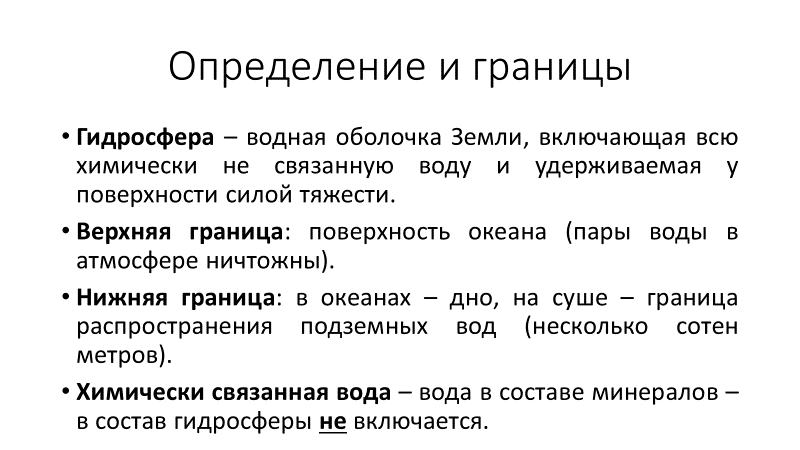 Определение и границы
• Гидросфера – водная оболочка Земли, включающая всю
химически не связанную воду и удерживаемая у
поверхности силой тяжести.
• Верхняя граница: поверхность океана (пары воды в
атмосфере ничтожны).
• Нижняя граница: в океанах – дно, на суше – граница
распространения подземных вод (несколько сотен
метров).
• Химически связанная вода – вода в составе минералов –
в состав гидросферы не включается.